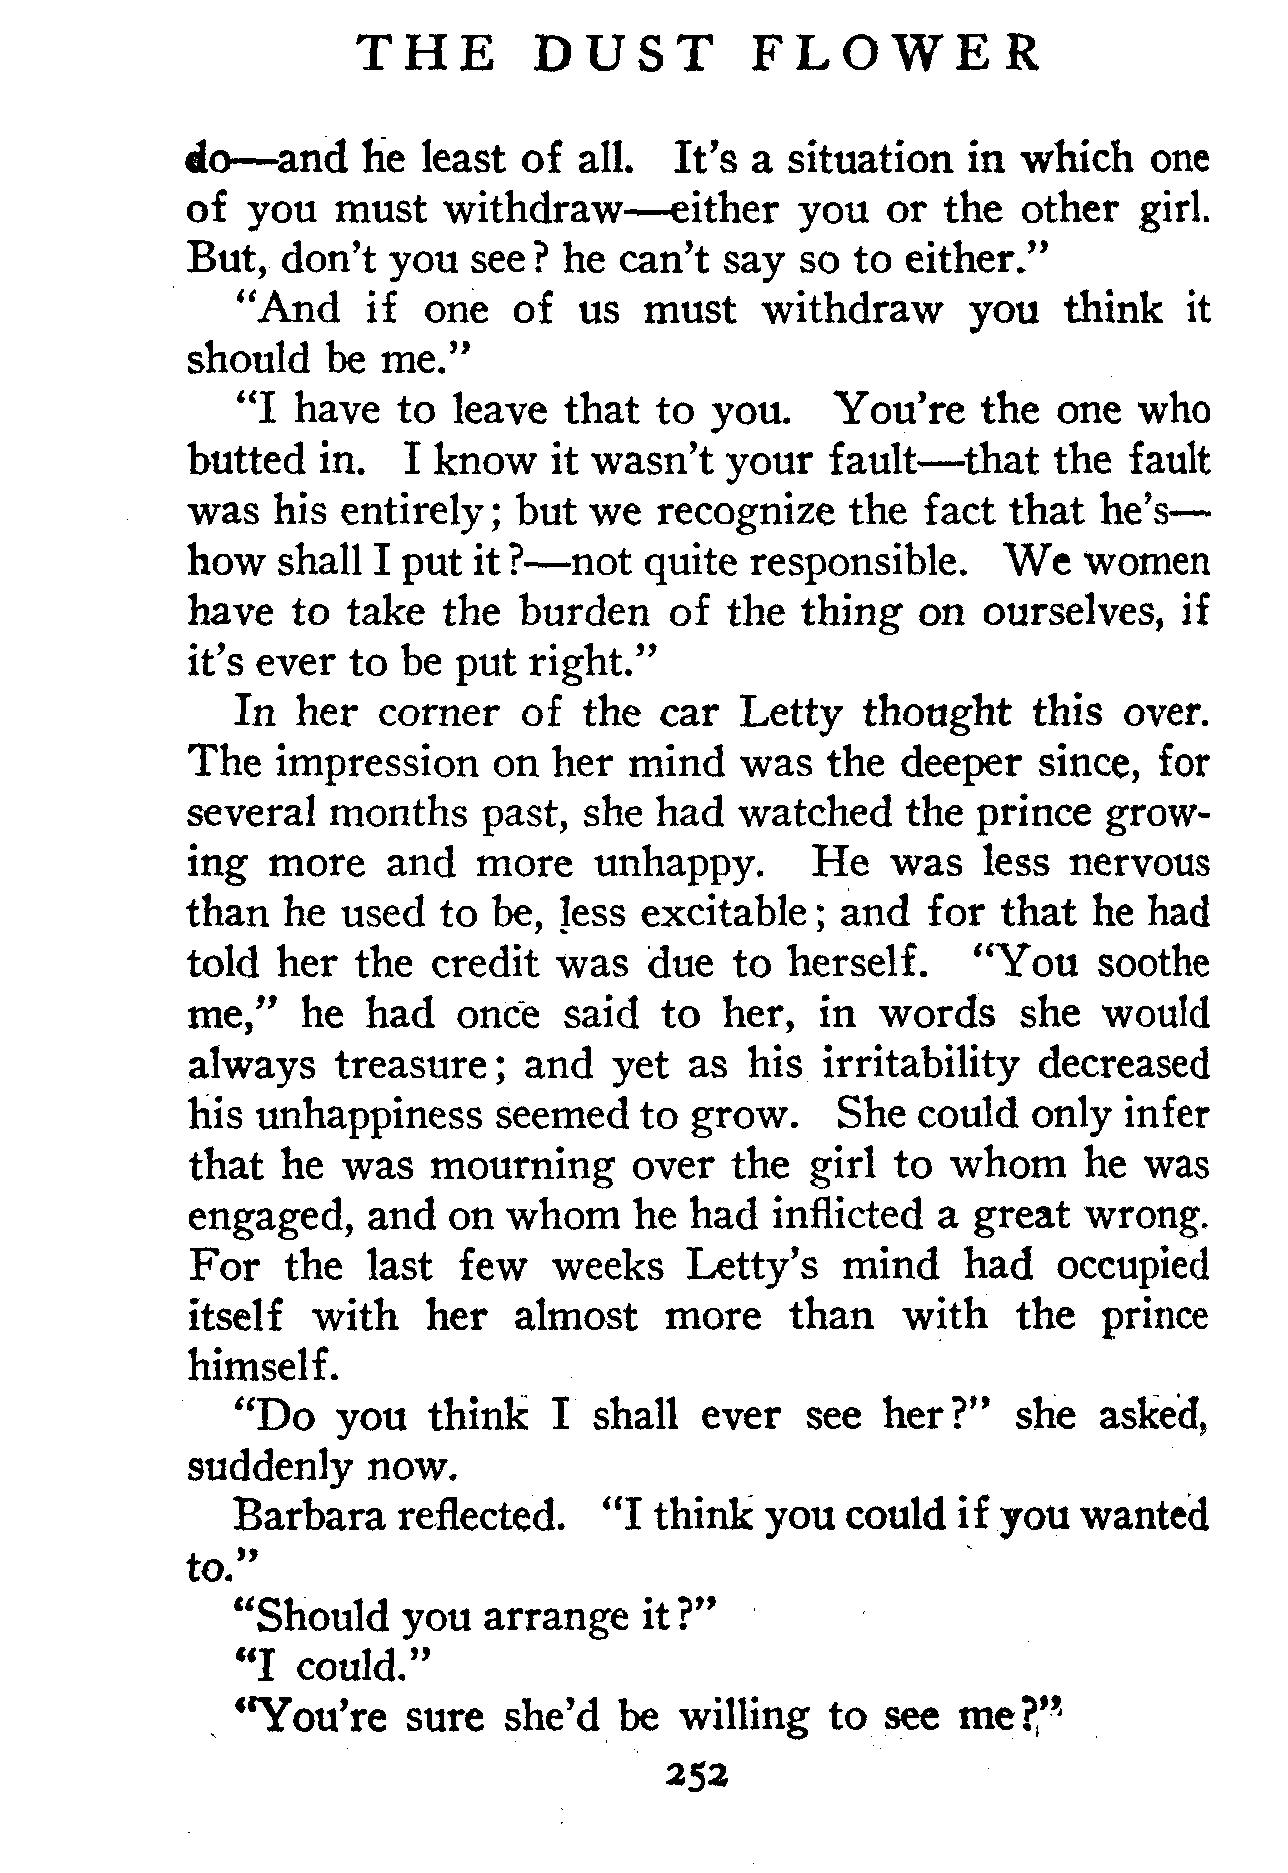 THE DUST FLOWER
do—and he least of all. It's a situation in which one
of you must withdraw—either you or the other girl.
But, don't you see? he can't say so to either."
"And if one of us must withdraw you think it
should be me."
"I have to leave that to you. You're the one who
butted in. I know it wasn't your fault—that the fault
was his entirely; but we recognize the fact that he's—
how shall I put it?—not quite responsible. We women
have to take the burden of the thing on ourselves, if
it's ever to be put right."
In her corner of the car Letty thought this over.
The impression on her mind was the deeper since, for
several months past, she had watched the prince grow-
ing more and more unhappy. He was less nervous
than he used to be, less excitable; and for that he had
told her the credit was due to herself. "You soothe
me," he had once said to her, in words she would
always treasure; and yet as his irritability decreased
his unhappiness seemed to grow. She could only infer
that he was mourning over the girl to whom he was
engaged, and on whom he had inflicted a great wrong.
For the last few weeks Letty's mind had occupied
itself with her almost more than with the prince
himself.
"Do you think I shall ever see her?" she asked,
suddenly now.
Barbara reflected. "I think you could if you wanted
to."
"Should you arrange it?"
"I could."
"You're sure she'd be willing to see me?"
252